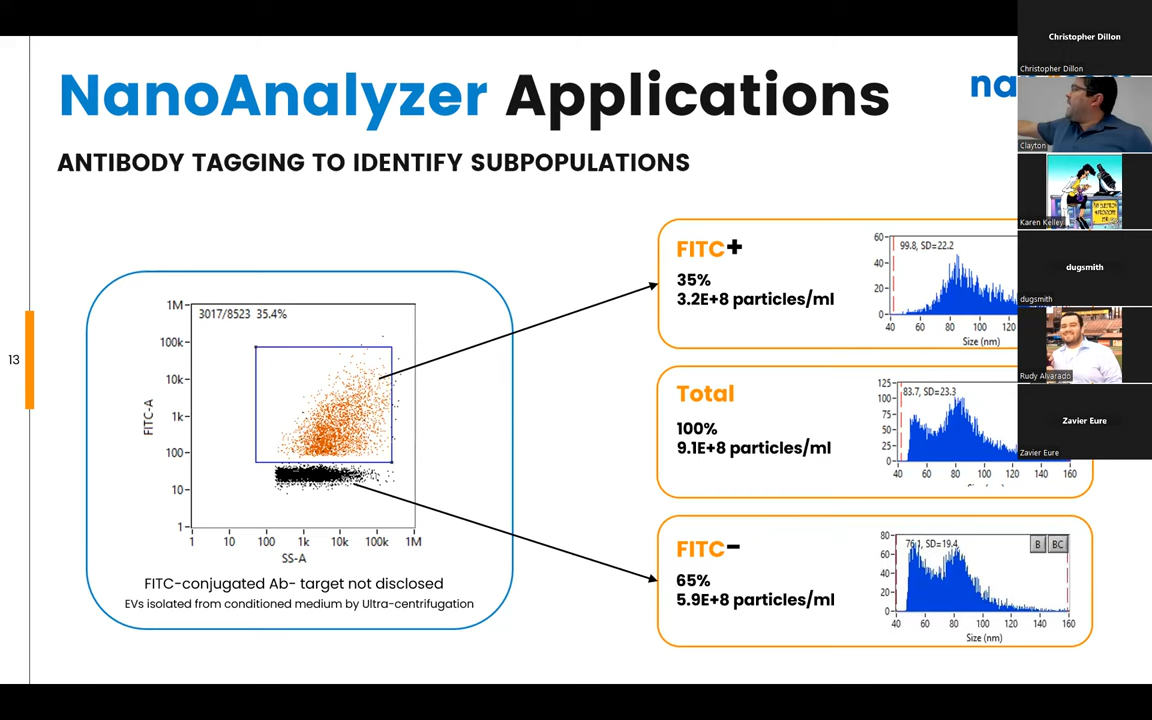 NanoAnalyzer Applications
na
ANTIBODY TAGGING TO IDENTIFY SUBPOPULATIONS
13
3017/8523 35.4%
1M
100k
10k
1k
100
10
1
FITC-A
1 10 100 1k 10k 100k 1M
SS-A
FITC-conjugated Ab- target not disclosed
EVs isolated from conditioned medium by Ultra-centrifugation
FITC+
35%
3.2E+8 particles/ml
99.8, SD=22.2
60
40
20
0
40 60 80 100 120
Size (nm)
Total
100%
9.1E+8 particles/ml
83.7, SD=23.3
125
100
75
50
25
0
40 60 80 100 120 140 160
FITC-
65%
5.9E+8 particles/ml
76.1, SD=19.4
B BC
80
60
40
20
0
40 60 80 100 120 140 160
Size (nm)
Christopher Dillon
Christopher Dillon
Clayton
Karen Kelley
dugsmith
dugsmith
Rudy Alvarado
Zavier Eure
Zavier Eure